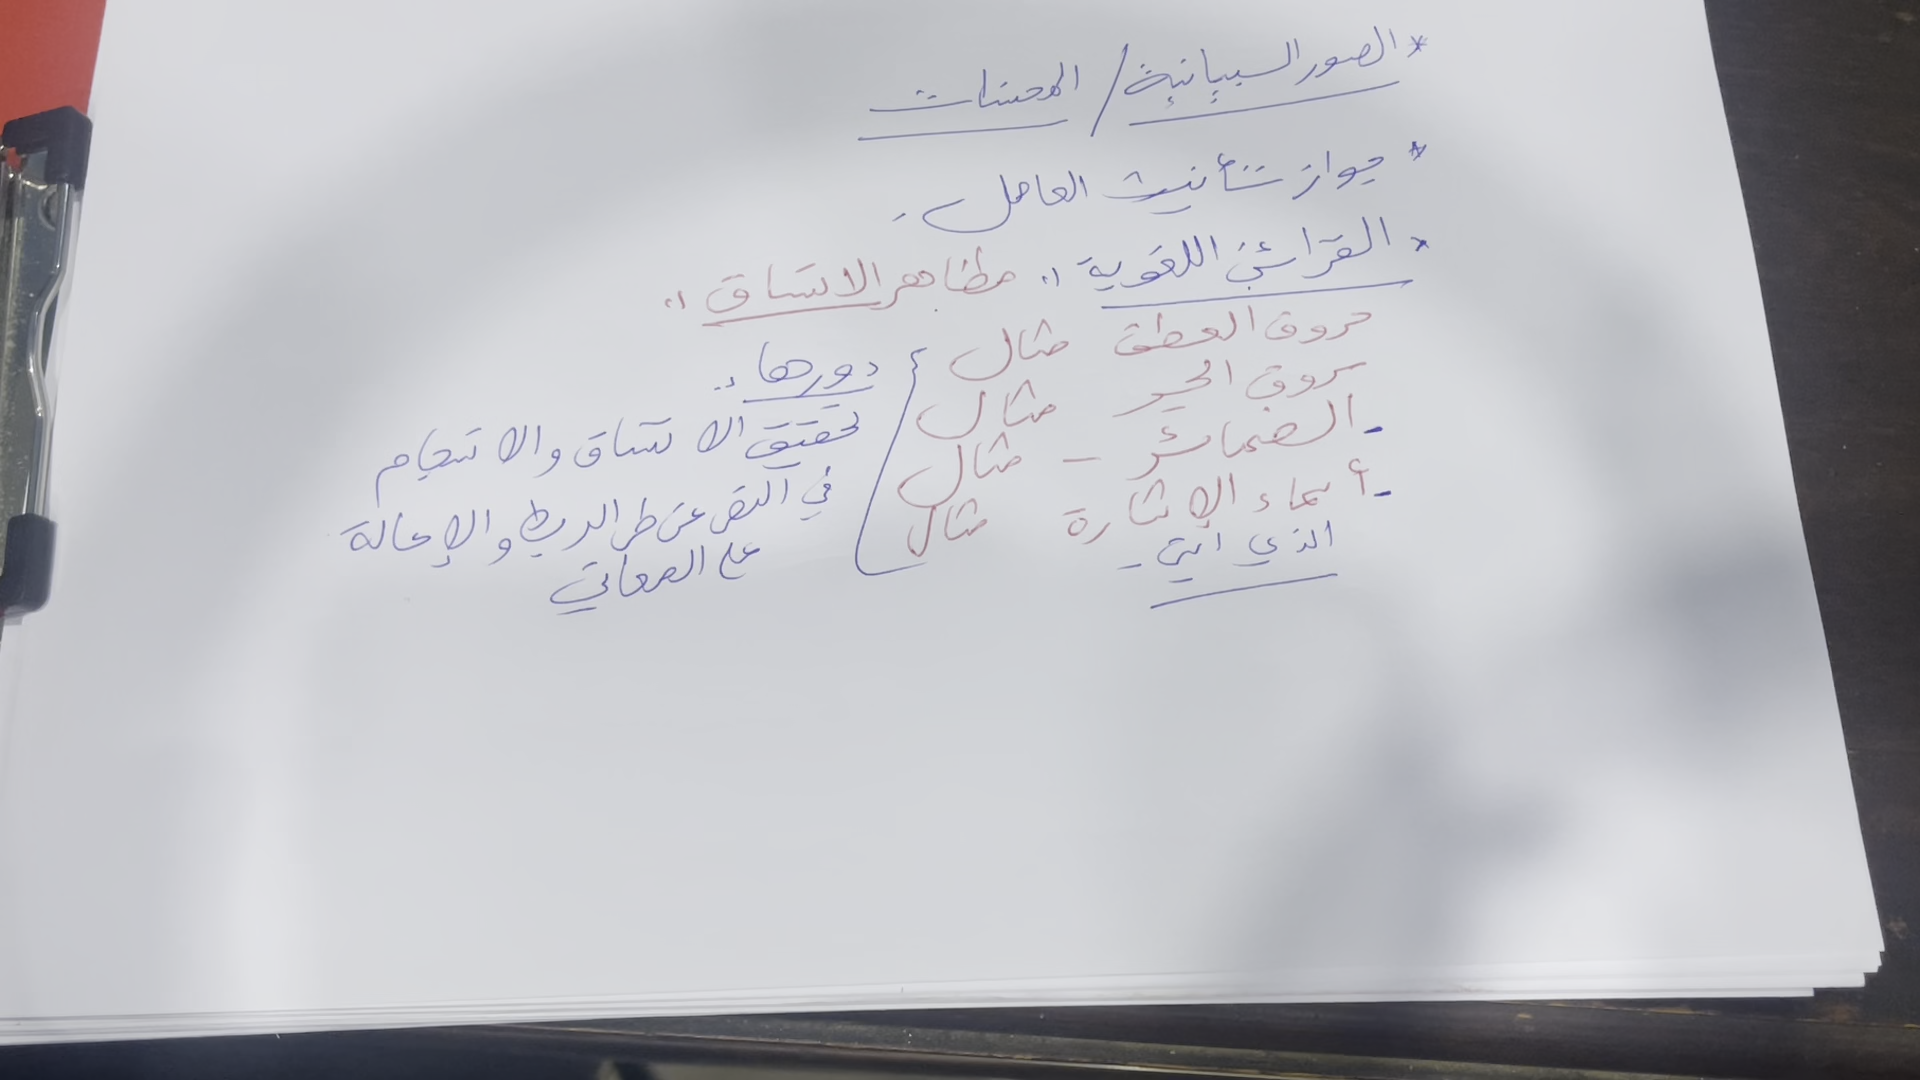 * الصور البيانية / المحسنات
* جواز تأنيث العامل.
* القرائن اللغوية "مظاهر الاتساق"
حروف العطف مثال
حروف الجر مثال
- الضمائر - مثال
- أسماء الإشارة مثال
الذي التي -
دورها:
تحقيق الاتساق والانسجام
في النص عن طر الربط والإحالة
على المعاني